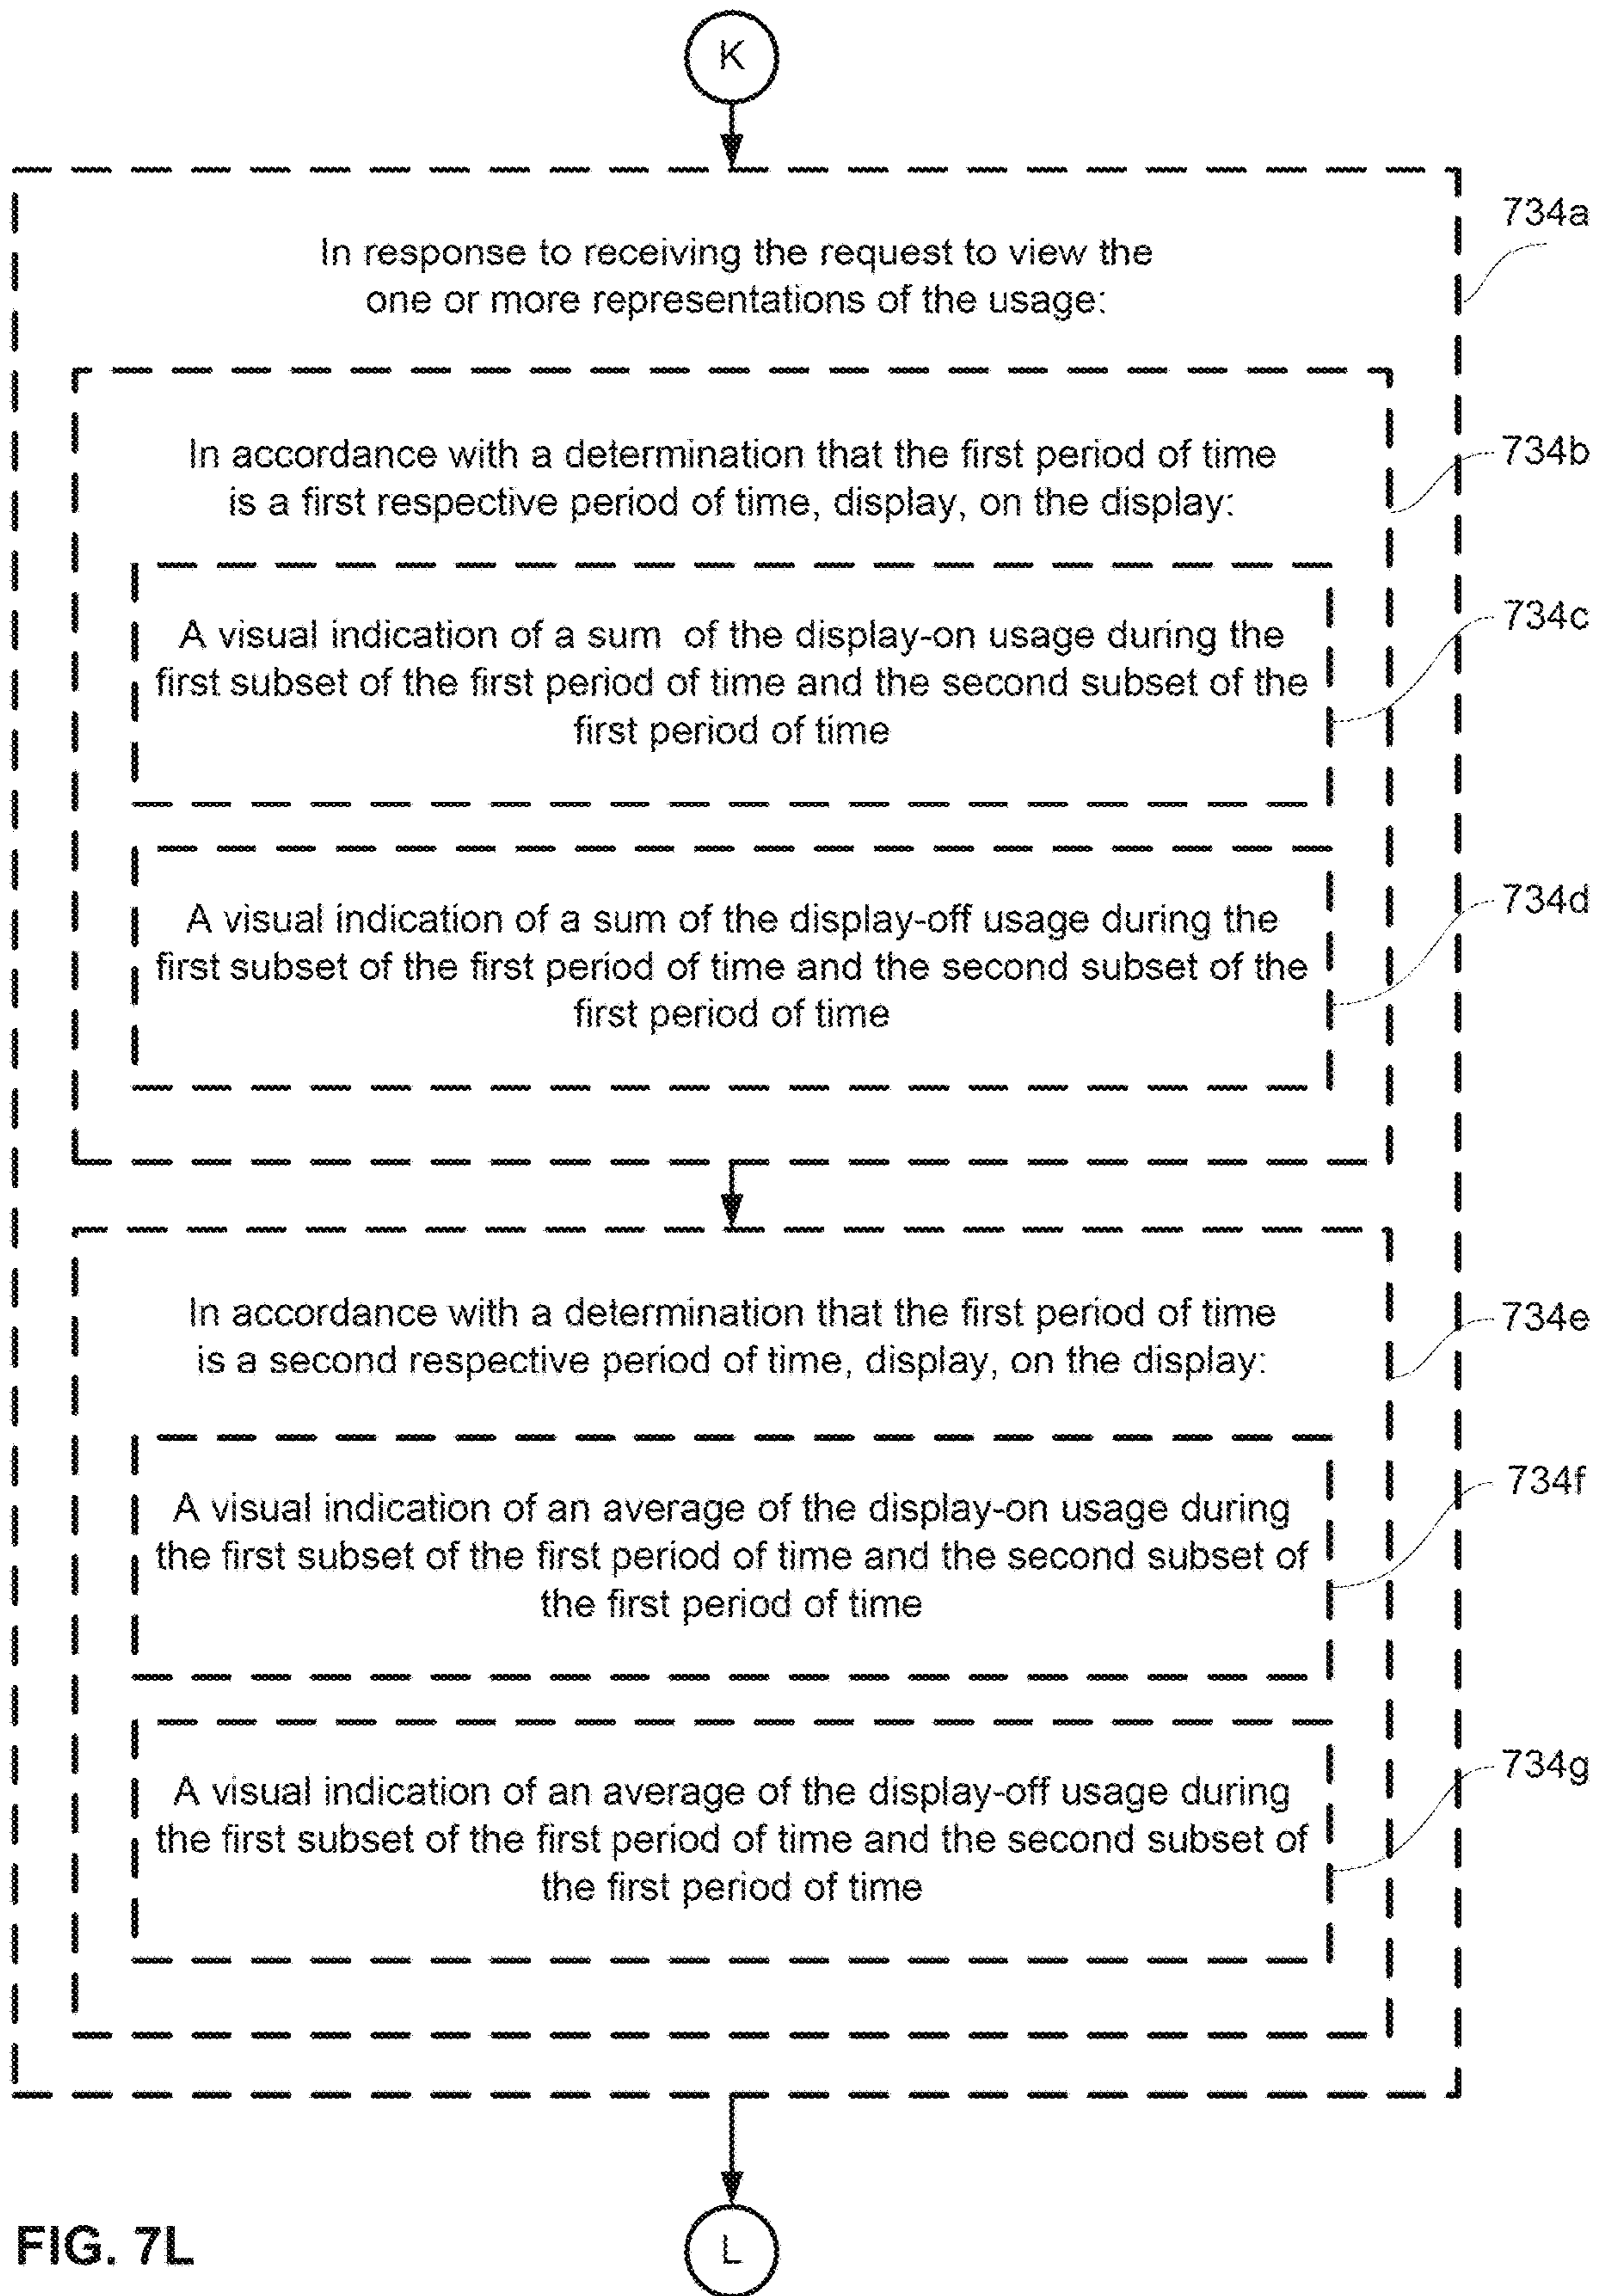 K
734a
In response to receiving the request to view the
one or more representations of the usage:
734b
In accordance with a determination that the first period of time
is a first respective period of time, display, on the display:
734c
A visual indication of a sum of the display-on usage during the
first subset of the first period of time and the second subset of the
first period of time
734d
A visual indication of a sum of the display-off usage during the
first subset of the first period of time and the second subset of the
first period of time
734e
In accordance with a determination that the first period of time
is a second respective period of time, display, on the display:
734f
A visual indication of an average of the display-on usage during
the first subset of the first period of time and the second subset of
the first period of time
734g
A visual indication of an average of the display-off usage during
the first subset of the first period of time and the second subset of
the first period of time
FIG. 7L
L